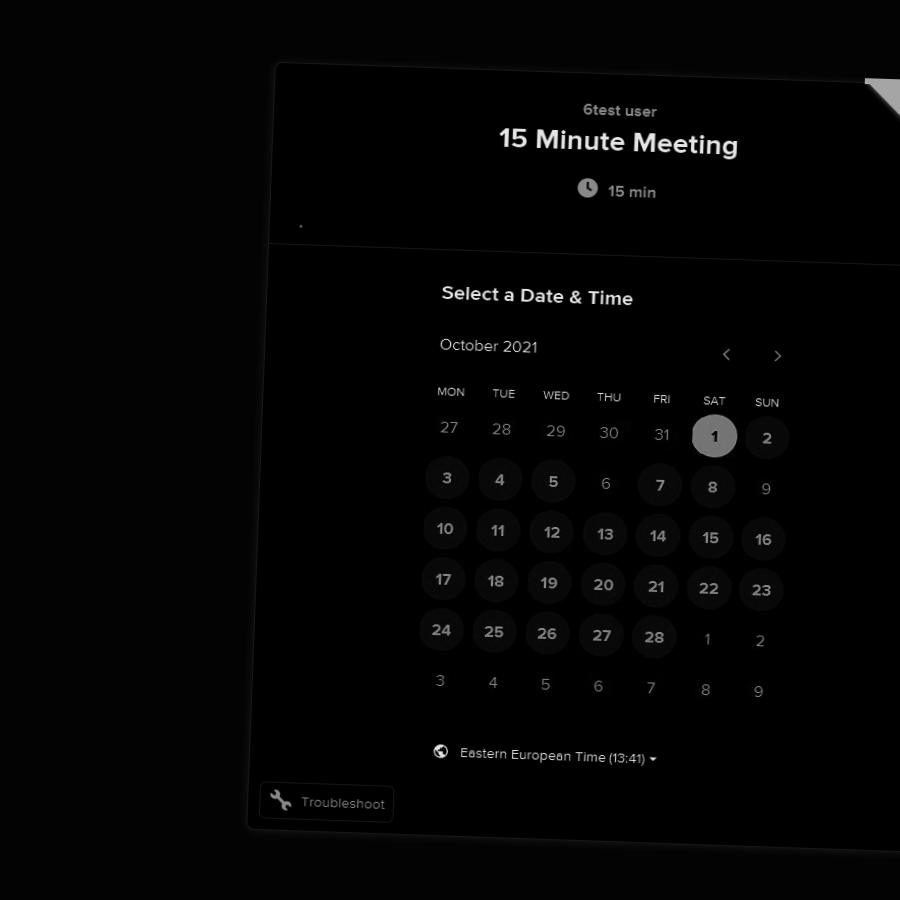 6test user
15 Minute Meeting
15 min
Select a Date & Time
October 2021
MON TUE WED THU FRI SAT SUN
27 28 29 30 31 1 2
3 4 5 6 7 8 9
10 11 12 13 14 15 16
17 18 19 20 21 22 23
24 25 26 27 28 1 2
3 4 5 6 7 8 9
Eastern European Time (13:41)
Troubleshoot